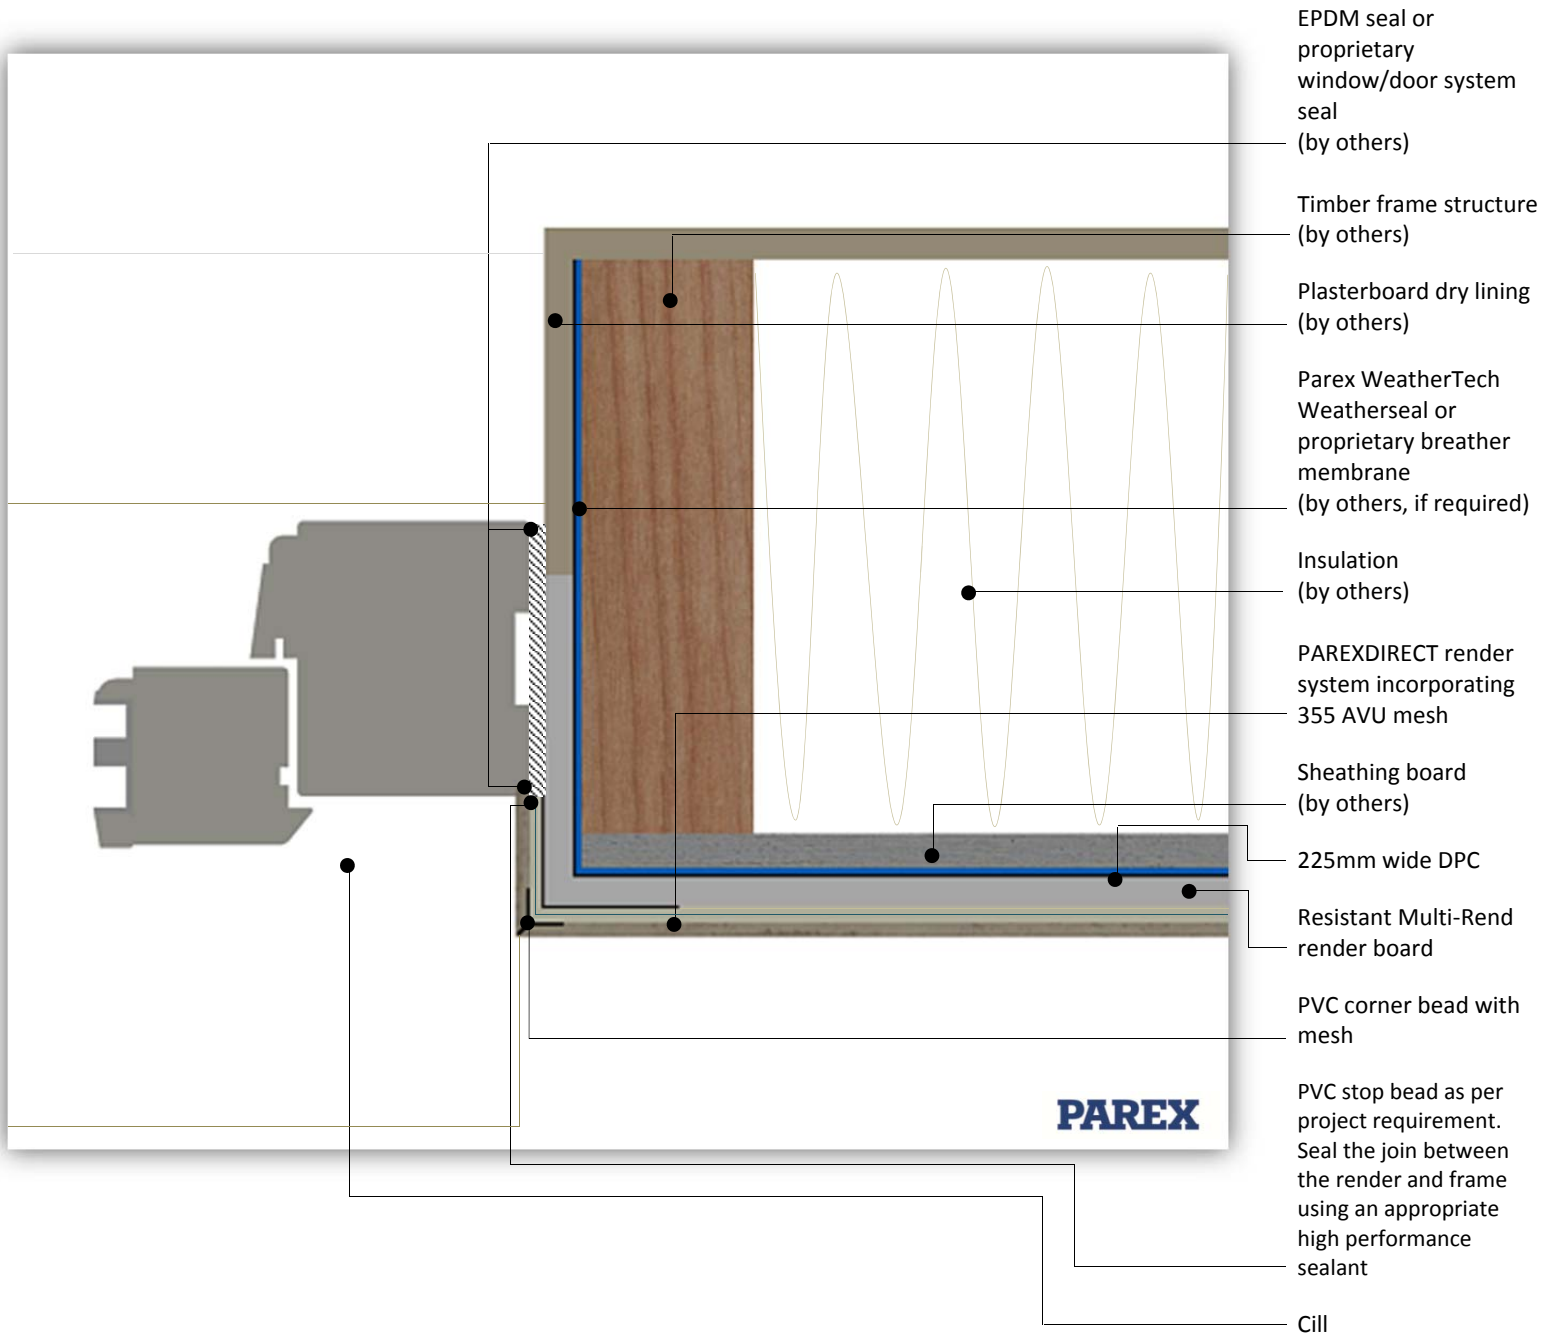 EPDM seal or
proprietary
window/door system
seal
(by others)
Timber frame structure
(by others)
Plasterboard dry lining
(by others)
Parex WeatherTech
Weatherseal or
proprietary breather
membrane
(by others, if required)
Insulation
(by others)
PAREXDIRECT render
system incorporating
355 AVU mesh
Sheathing board
(by others)
225mm wide DPC
Resistant Multi-Rend
render board
PVC corner bead with
mesh
PVC stop bead as per
project requirement.
Seal the join between
the render and frame
using an appropriate
high performance
sealant
Cill
PAREX